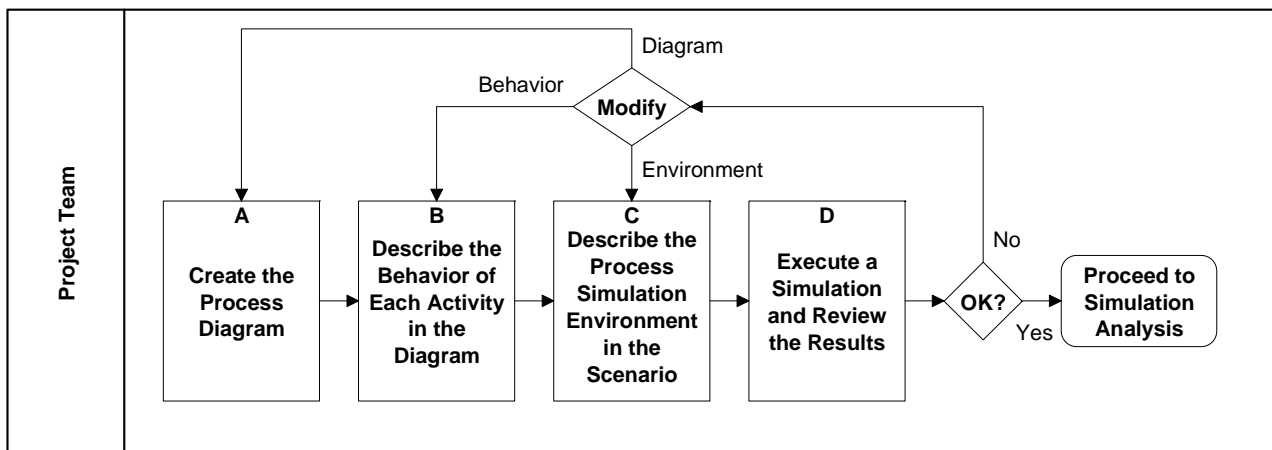 Project Team
Diagram
Behavior
Modify
Environment
A
Create the
Process
Diagram
B
Describe the
Behavior of
Each Activity
in the
Diagram
C
Describe the
Process
Simulation
Environment
in the
Scenario
D
Execute a
Simulation
and Review
the Results
No
OK?
Yes
Proceed to
Simulation
Analysis